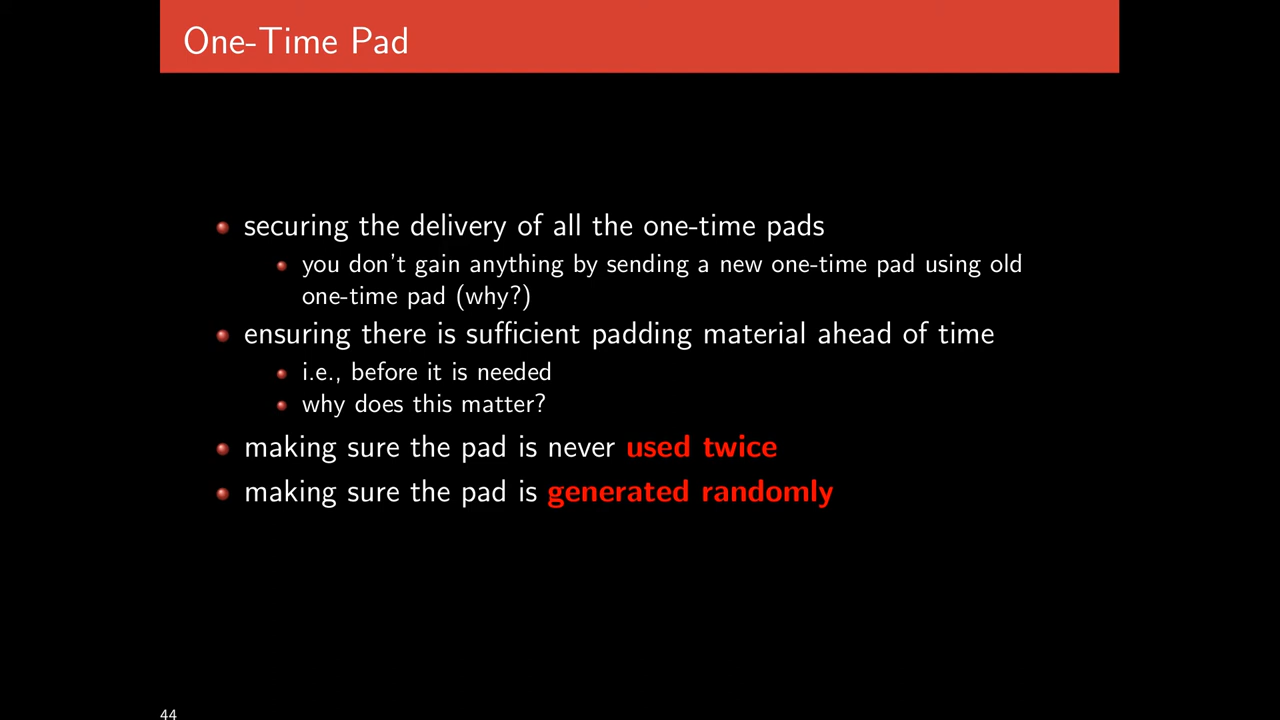 One-Time Pad
securing the delivery of all the one-time pads
you don't gain anything by sending a new one-time pad using old
one-time pad (why?)
ensuring there is sufficient padding material ahead of time
i.e., before it is needed
why does this matter?
making sure the pad is never used twice
making sure the pad is generated randomly
44